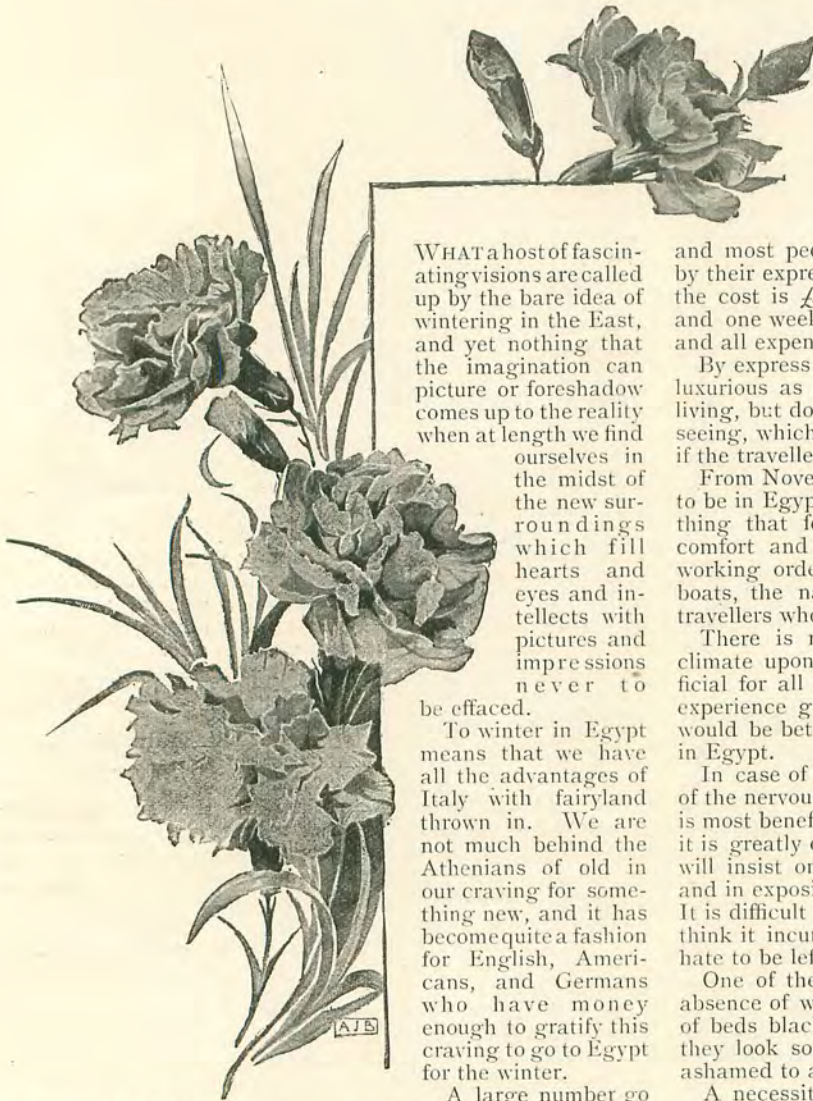 WHAT a host of fascin-
ating visions are called
up by the bare idea of
wintering in the East,
and yet nothing that
the imagination can
picture or foreshadow
comes up to the reality
when at length we find
ourselves in
the midst of
the new sur-
roundings
which fill
hearts and
eyes and in-
tellects with
pictures and
impressions
never to
be effaced.
To winter in Egypt
means that we have
all the advantages of
Italy with fairyland
thrown in. We are
not much behind the
Athenians of old in
our craving for some-
thing new, and it has
become quite a fashion
for English, Ameri-
cans, and Germans
who have money
enough to gratify this
craving to go to Egypt
for the winter.
A large number go
AJB
and most pe
by their expre
the cost is £
and one week
and all expen
By express
luxurious as
living, but do
seeing, which
if the travelle
From Nove
to be in Egyp
thing that f
comfort and
working orde
boats, the n
travellers who
There is n
climate upon
ficial for all
experience g
would be bet
in Egypt.
In case of
of the nervou
is most benef
it is greatly
will insist on
and in exposi
It is difficult
think it incu
hate to be lef
One of the
absence of w
of beds blac
they look so
ashamed to a
A necessit